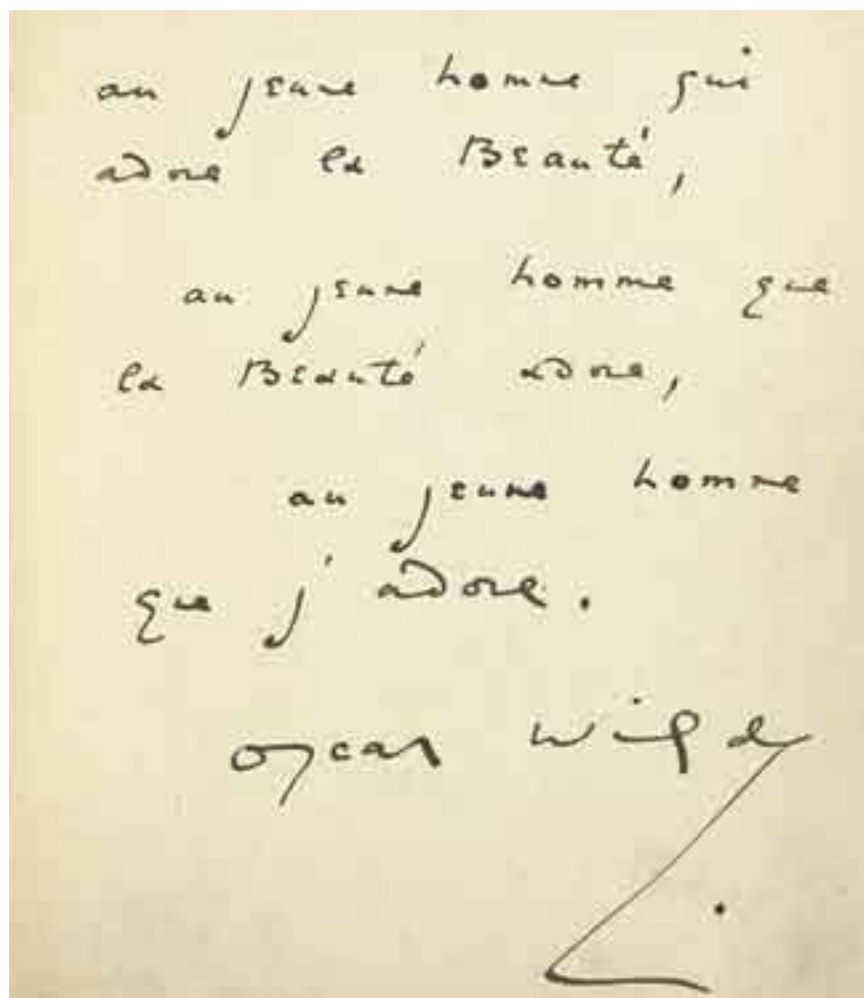 au jeune homme qui
adore la Beauté,
au jeune homme que
la Beauté adore,
au jeune homme
que j'adore.
Oscar Wilde